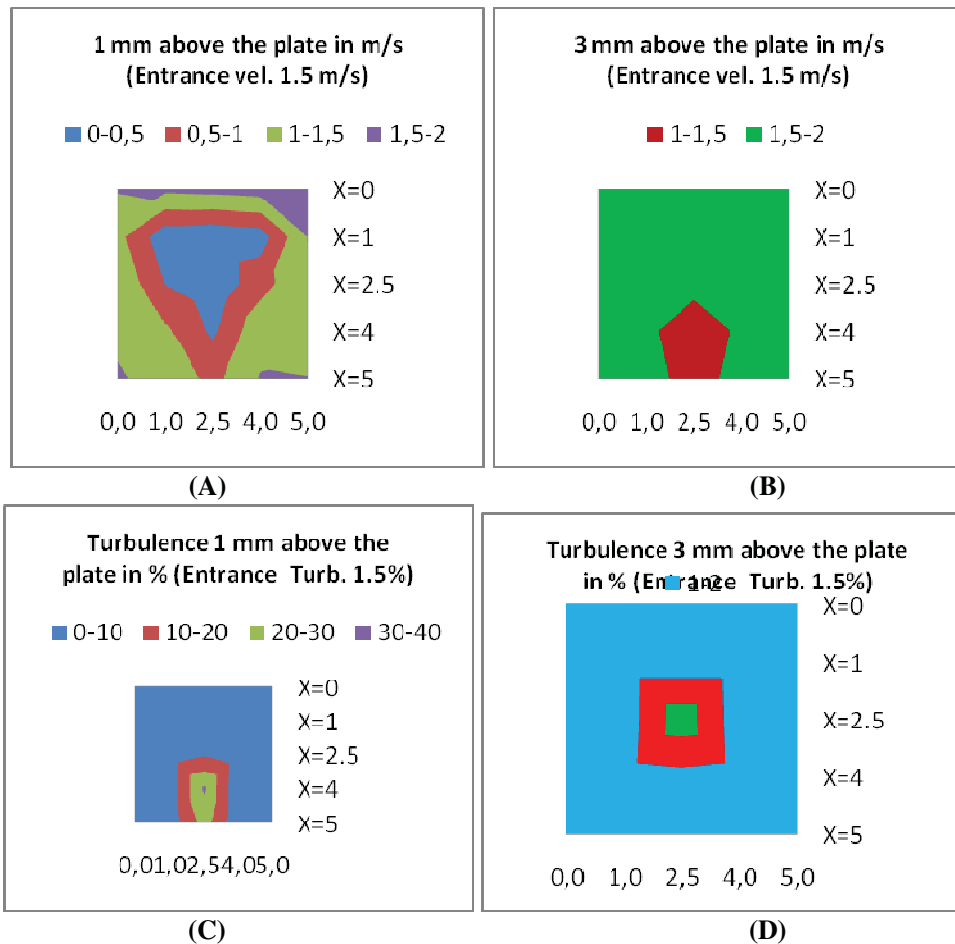 1 mm above the plate in m/s
(Entrance vel. 1.5 m/s)
0-0,5 0,5-1 1-1,5 1,5-2
X=0
X=1
X=2.5
X=4
X=5
0,0 1,0 2,5 4,0 5,0
(A)
3 mm above the plate in m/s
(Entrance vel. 1.5 m/s)
1-1,5 1,5-2
X=0
X=1
X=2.5
X=4
X=5
0,0 1,0 2,5 4,0 5,0
(B)
Turbulence 1 mm above the
plate in % (Entrance Turb. 1.5%)
0-10 10-20 20-30 30-40
X=0
X=1
X=2.5
X=4
X=5
0,01,02,54,05,0
(C)
Turbulence 3 mm above the plate
in % (Entrance Turb. 1.5%)
1-2
X=0
X=1
X=2.5
X=4
X=5
0,0 1,0 2,5 4,0 5,0
(D)